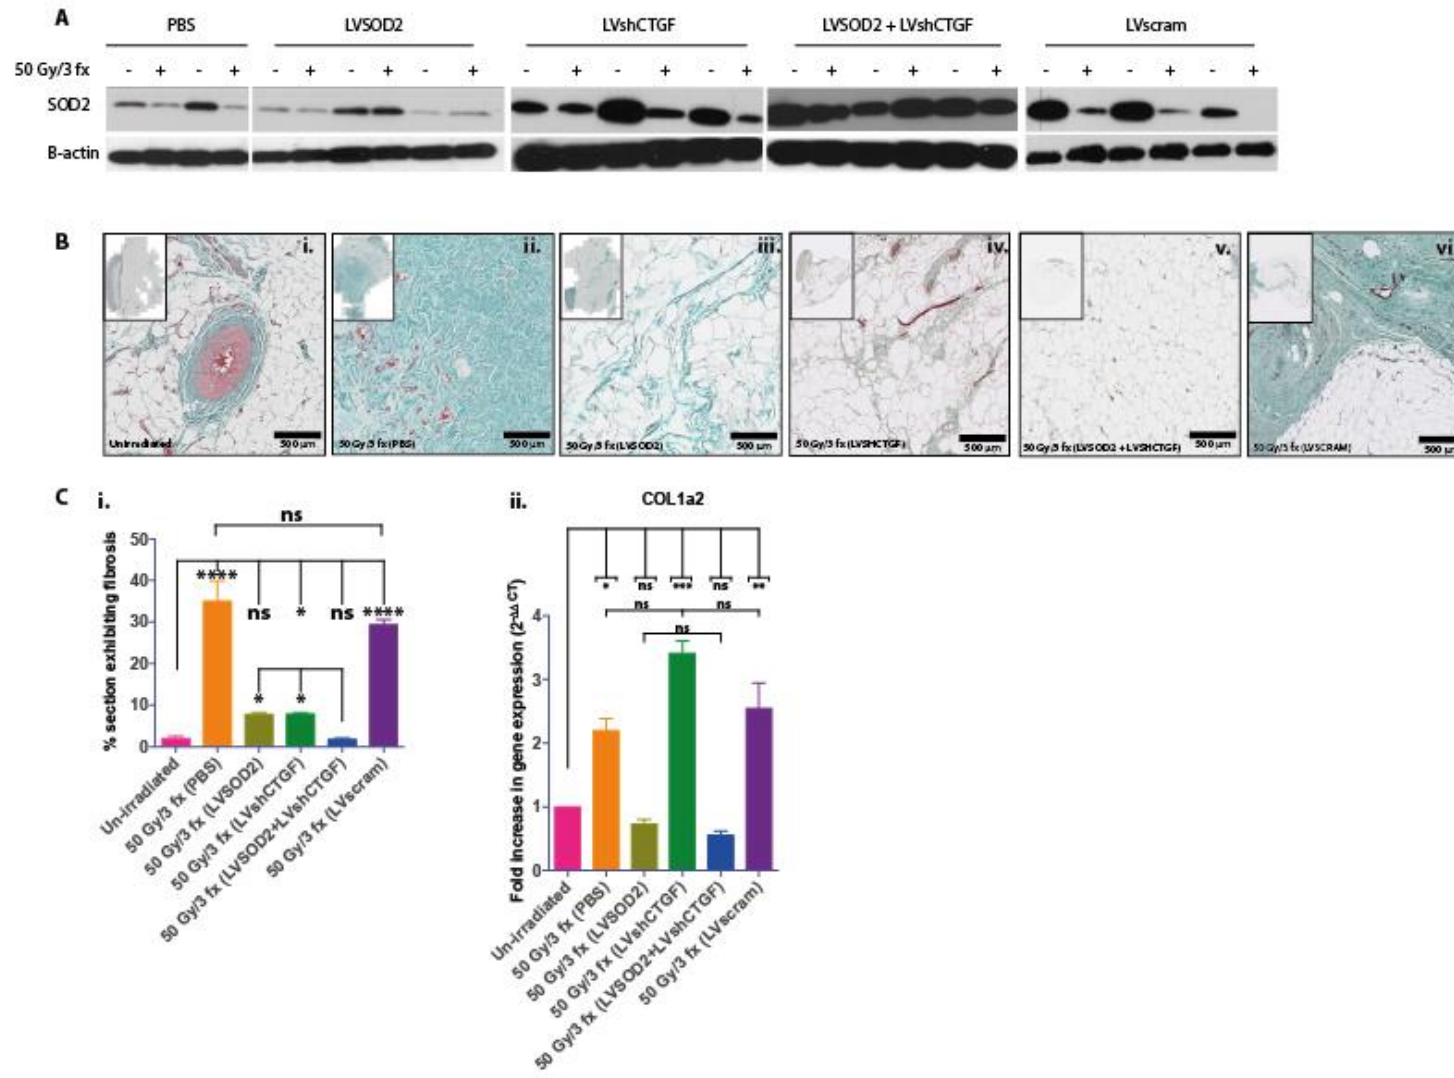 A
PBS LVSOD2 LVshCTGF LVSOD2 + LVshCTGF LVscram
50 Gy/3 fx - + - + - + - + - + - + - + - + - + - + - + - + - + - +
SOD2
B-actin
B
i. ii. iii. iv. v. vi
Unirradiated 500 µm 50 Gy/3 fx (PBS) 500 µm 50 Gy/3 fx (LVSOD2) 500 µm 50 Gy/3 fx (LVSHCTGF) 500 µm 50 Gy/3 fx (LVSOD2 + LVSHCTGF) 500 µm 50 Gy/3 fx (LVSCRAM) 500 µ
C i.
ns
% section exhibiting fibrosis
50
40
30
20
10
0
**** ns * ns ****
* *
Un-irradiated
50 Gy/3 fx (PBS)
50 Gy/3 fx (LVSOD2)
50 Gy/3 fx (LVshCTGF)
50 Gy/3 fx (LVSOD2+LVshCTGF)
50 Gy/3 fx (LVscram)
ii.
COL1a2
Fold increase in gene expression (2-ΔΔCT)
4
3
2
1
0
* ns *** ns **
ns ns
ns
Un-irradiated
50 Gy/3 fx (PBS)
50 Gy/3 fx (LVSOD2)
50 Gy/3 fx (LVshCTGF)
50 Gy/3 fx (LVSOD2+LVshCTGF)
50 Gy/3 fx (LVscram)